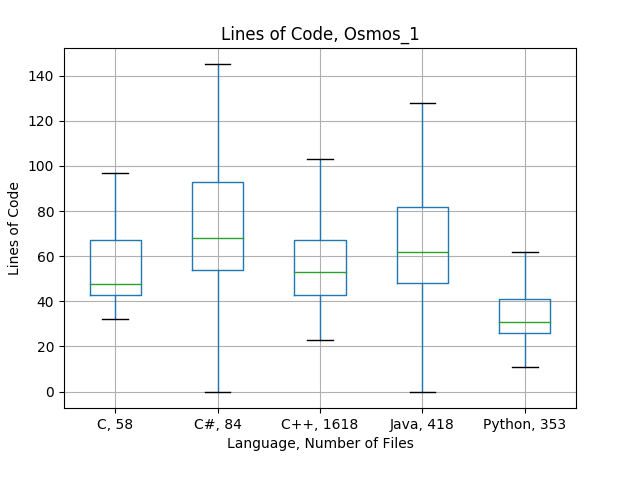 Lines of Code, Osmos_1
Lines of Code
140
120
100
80
60
40
20
0
C, 58 C#, 84 C++, 1618 Java, 418 Python, 353
Language, Number of Files